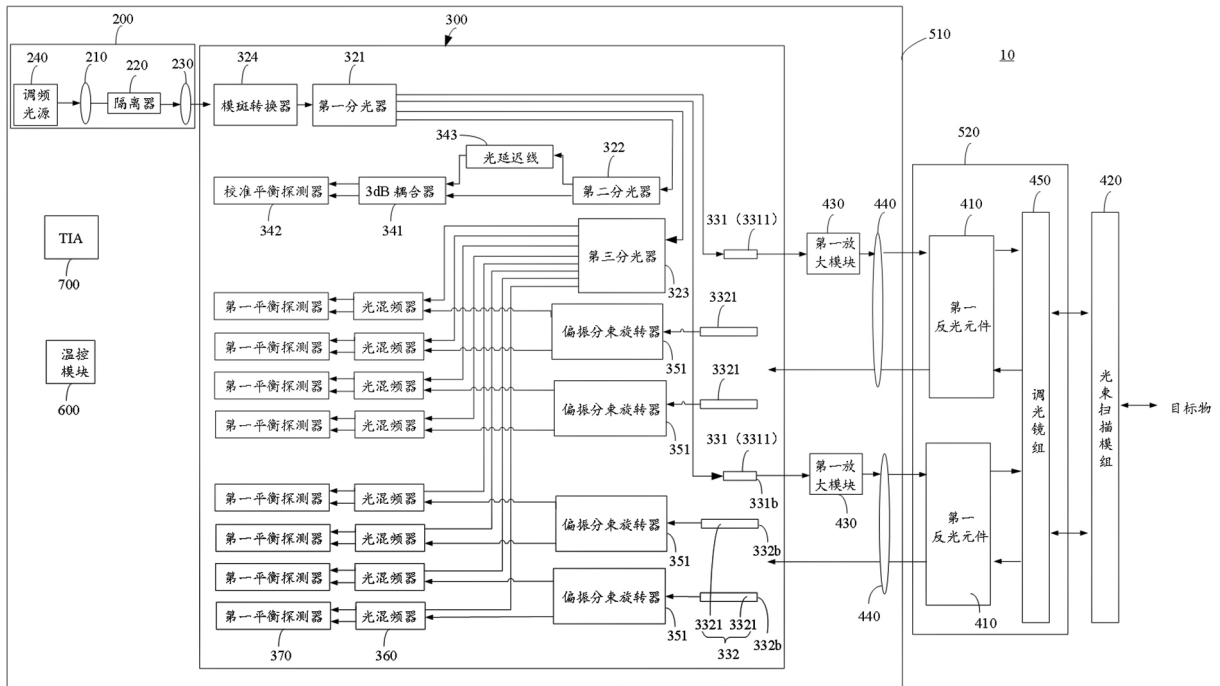 200
300
510
10
240
210
220
230
324
321
调频
光源
隔离器
模斑转换器
第一分光器
343
322
光延迟线
520
校准平衡探测器
3dB 耦合器
第二分光器
342
341
430
440
410
450
420
331（3311）
TIA
700
第三分光器
323
第一放
大模块
第一平衡探测器
光混频器
偏振分束旋转器
351
3321
第一
反光元件
第一平衡探测器
光混频器
温控
模块
600
第一平衡探测器
光混频器
偏振分束旋转器
351
3321
440
第一平衡探测器
光混频器
331（3311）
331b
第一放
大模块
430
调光镜组
光束扫描模组
目标物
第一平衡探测器
光混频器
偏振分束旋转器
351
332b
第一
反光元件
第一平衡探测器
光混频器
第一平衡探测器
光混频器
偏振分束旋转器
351
332b
440
410
第一平衡探测器
光混频器
3321
3321
332
370
360